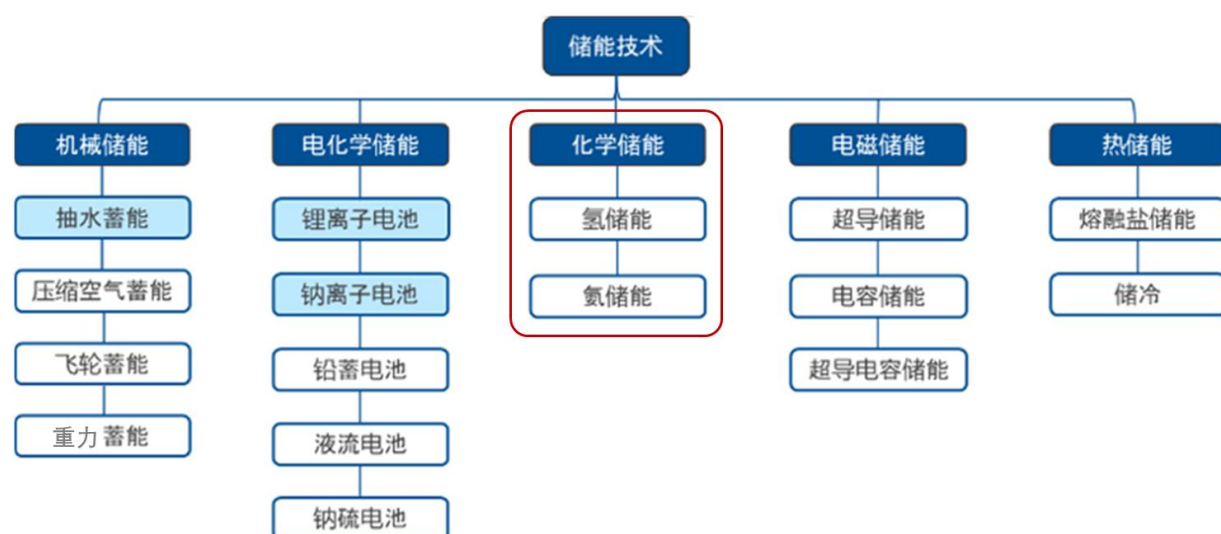 储能技术
机械储能
抽水蓄能
压缩空气蓄能
飞轮蓄能
重力蓄能
电化学储能
锂离子电池
钠离子电池
铅蓄电池
液流电池
钠硫电池
化学储能
氢储能
氨储能
电磁储能
超导储能
电容储能
超导电容储能
热储能
熔融盐储能
储冷